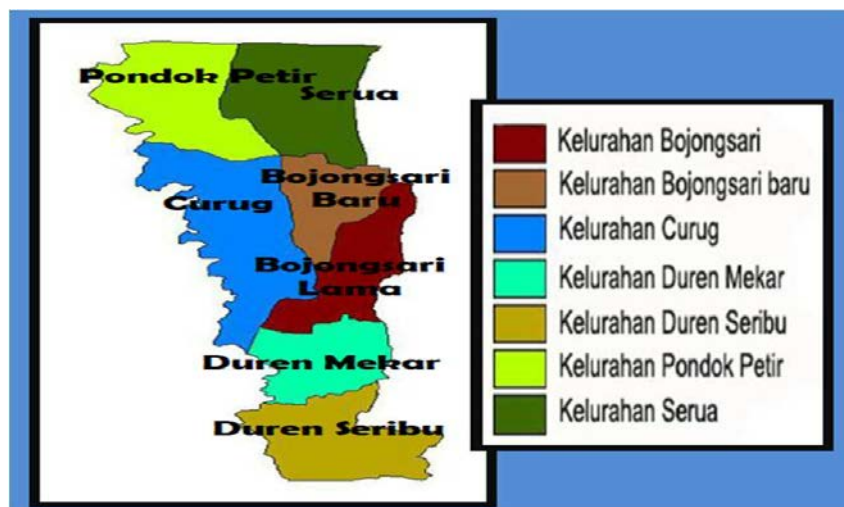 Pondok Petir
Serua
Bojongsari
Baru
Curug
Bojongsari
Lama
Duren Mekar
Duren Seribu
Kelurahan Bojongsari
Kelurahan Bojongsari baru
Kelurahan Curug
Kelurahan Duren Mekar
Kelurahan Duren Seribu
Kelurahan Pondok Petir
Kelurahan Serua